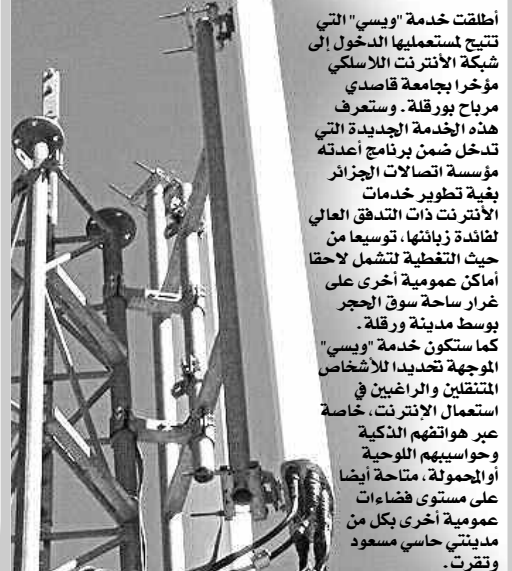 أطلقت خدمة "ويسي" التي
تتيح لمستعمليها الدخول إلى
شبكة الأنترنت اللاسلكي
مؤخرا بجامعة قاصدي
مرباح بورقلة. وستعرف
هذه الخدمة الجديدة التي
تدخل ضمن برنامج أعدته
مؤسسة اتصالات الجزائر
بغية تطوير خدمات
الأنترنت ذات التدفق العالي
لفائدة زبائنها، توسيعا من
حيث التغطية لتشمل لاحقا
أماكن عمومية أخرى على
غرار ساحة سوق الحجر
بوسط مدينة ورقلة.
كما ستكون خدمة "ويسي"
الموجهة تحديدا للأشخاص
المتنقلين والراغبين في
استعمال الإنترنت، خاصة
عبر هواتفهم الذكية
وحواسيبهم اللوحية
أوالمحمولة، متاحة أيضا
على مستوى فضاءات
عمومية أخرى بكل من
مدينتي حاسي مسعود
وتقرت.